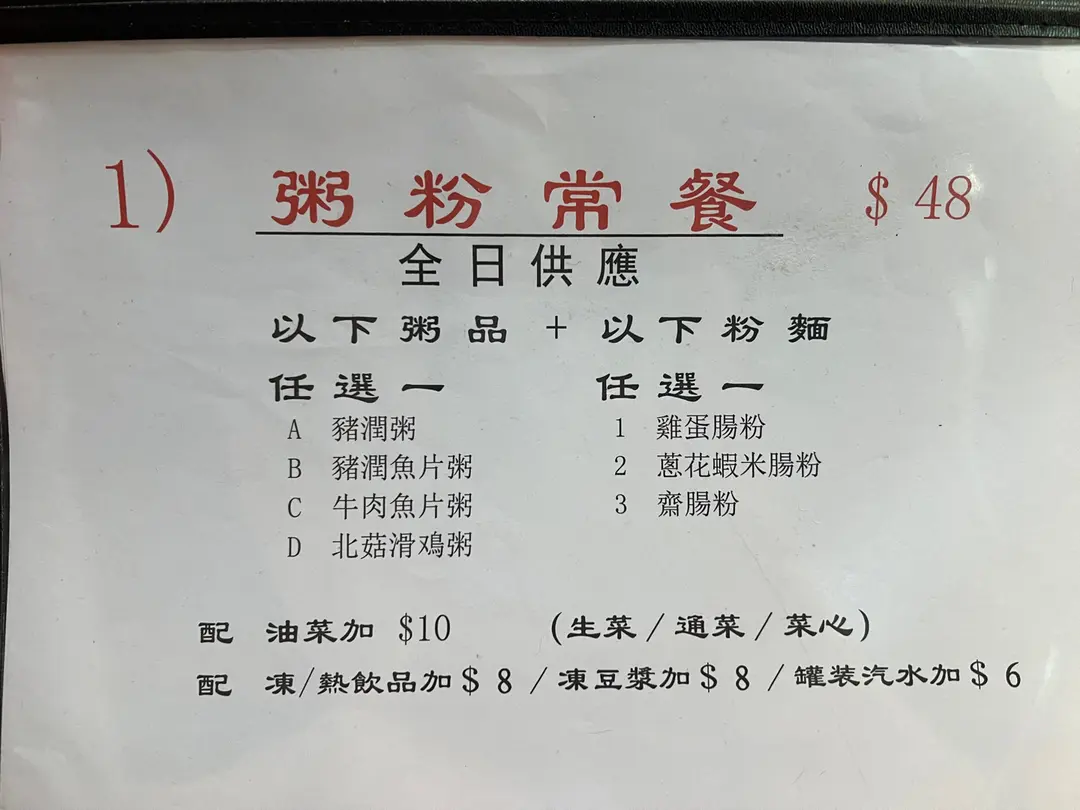 1) 粥粉常餐 $48
全日供應
以下粥品 + 以下粉麵
任選一 任選一
A 豬潤粥 1 雞蛋腸粉
B 豬潤魚片粥 2 蔥花蝦米腸粉
C 牛肉魚片粥 3 齋腸粉
D 北菇滑鳮粥
配 油菜加 $10 (生菜/通菜/菜心)
配 凍/熱飲品加$8/凍豆漿加$8/罐装汽水加$6